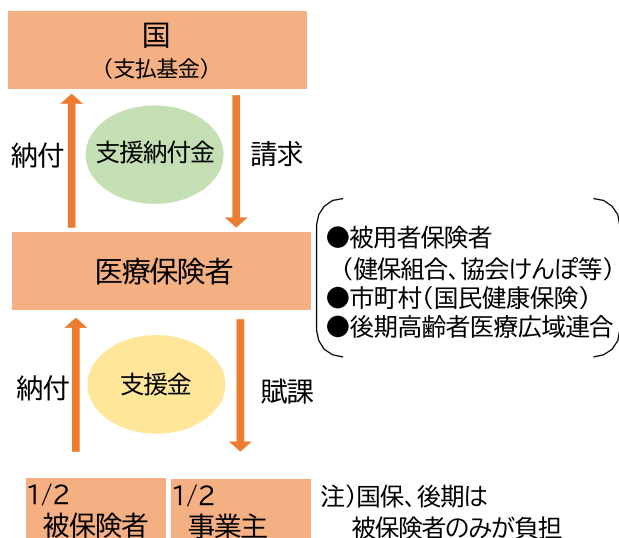 国
（支払基金）
納付
支援納付金
請求
医療保険者
●被用者保険者
（健保組合、協会けんぽ等）
●市町村（国民健康保険）
●後期高齢者医療広域連合
納付
支援金
賦課
1/2
被保険者
1/2
事業主
注）国保、後期は
被保険者のみが負担